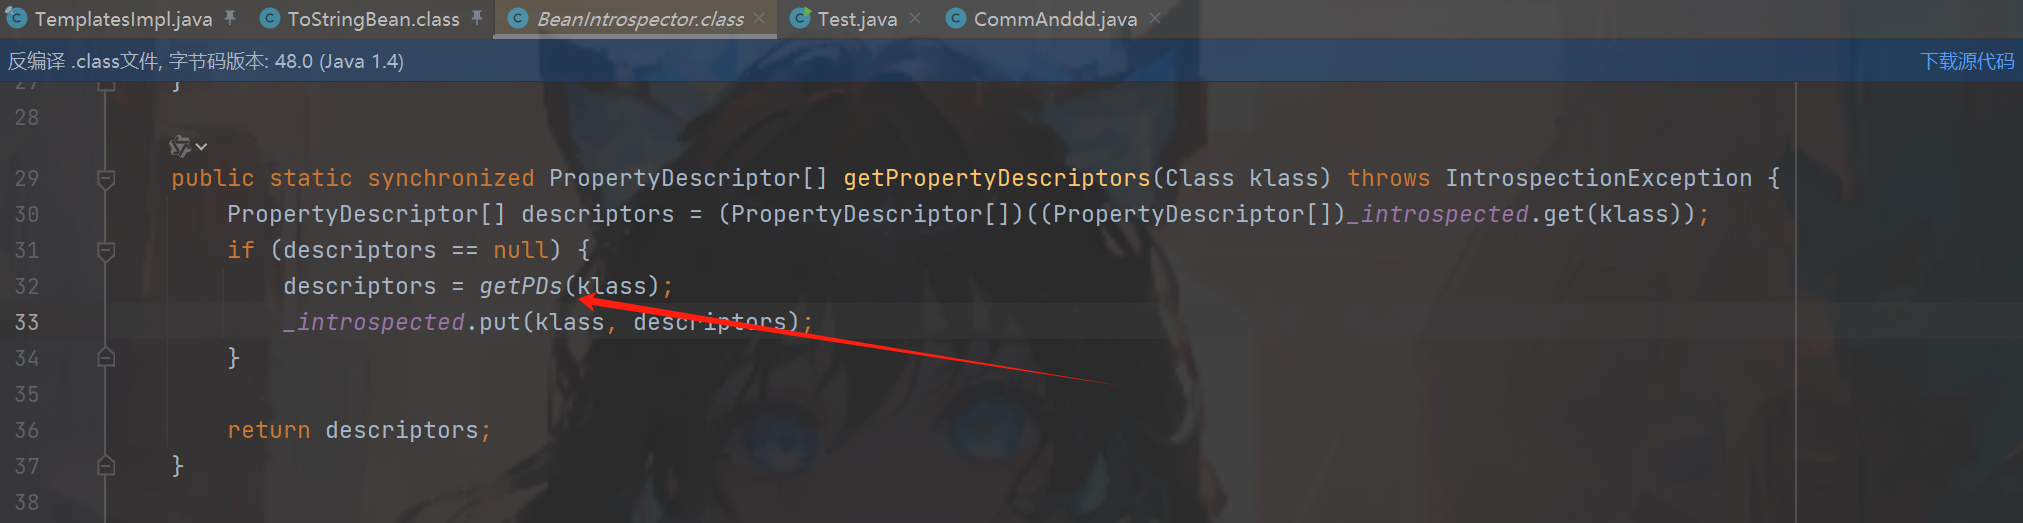 TemplatesImpl.java ToStringBean.class BeanIntrospector.class Test.java CommAnddd.java
反编译 .class文件, 字节码版本: 48.0 (Java 1.4) 下载源代码
27 }
28
29 public static synchronized PropertyDescriptor[] getPropertyDescriptors(Class klass) throws IntrospectionException {
30 PropertyDescriptor[] descriptors = (PropertyDescriptor[])((PropertyDescriptor[])_introspected.get(klass));
31 if (descriptors == null) {
32 descriptors = getPDs(klass);
33 _introspected.put(klass, descriptors);
34 }
35
36 return descriptors;
37 }
38